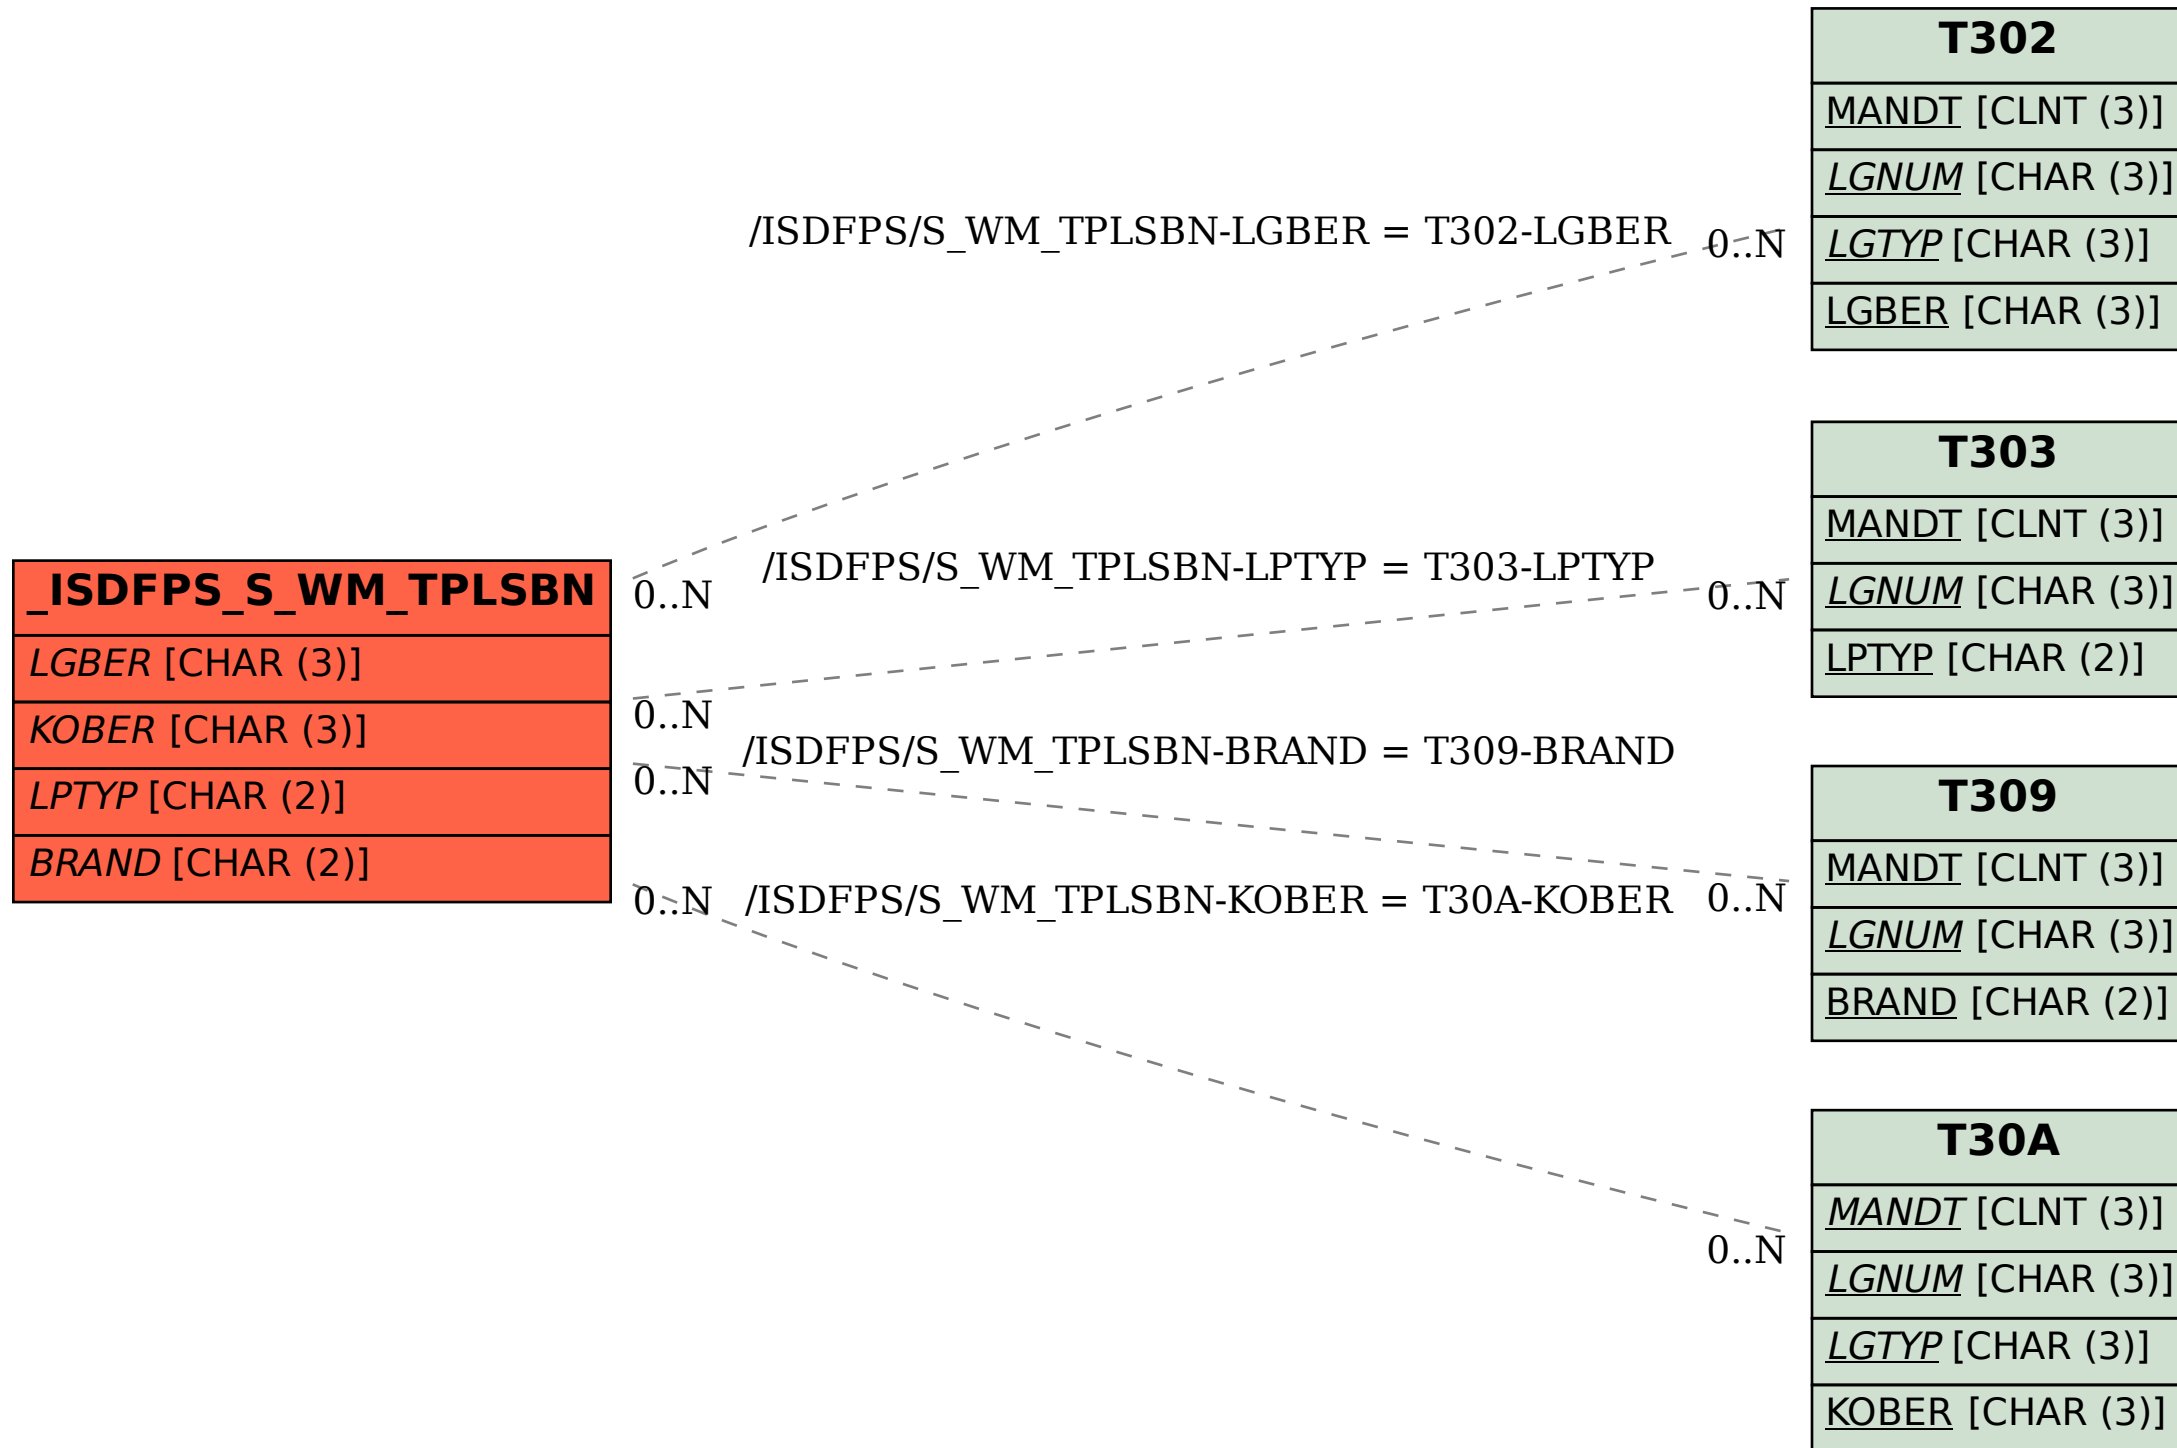 T302
MANDT [CLNT (3)]
LGNUM [CHAR (3)]
LGTYP [CHAR (3)]
LGBER [CHAR (3)]
/ISDFPS/S_WM_TPLSBN-LGBER = T302-LGBER
0..N
0..N
T303
MANDT [CLNT (3)]
LGNUM [CHAR (3)]
LPTYP [CHAR (2)]
/ISDFPS/S_WM_TPLSBN-LPTYP = T303-LPTYP
0..N
0..N
_ISDFPS_S_WM_TPLSBN
LGBER [CHAR (3)]
KOBER [CHAR (3)]
LPTYP [CHAR (2)]
BRAND [CHAR (2)]
/ISDFPS/S_WM_TPLSBN-BRAND = T309-BRAND
0..N
0..N
T309
MANDT [CLNT (3)]
LGNUM [CHAR (3)]
BRAND [CHAR (2)]
/ISDFPS/S_WM_TPLSBN-KOBER = T30A-KOBER
0..N
0..N
T30A
MANDT [CLNT (3)]
LGNUM [CHAR (3)]
LGTYP [CHAR (3)]
KOBER [CHAR (3)]